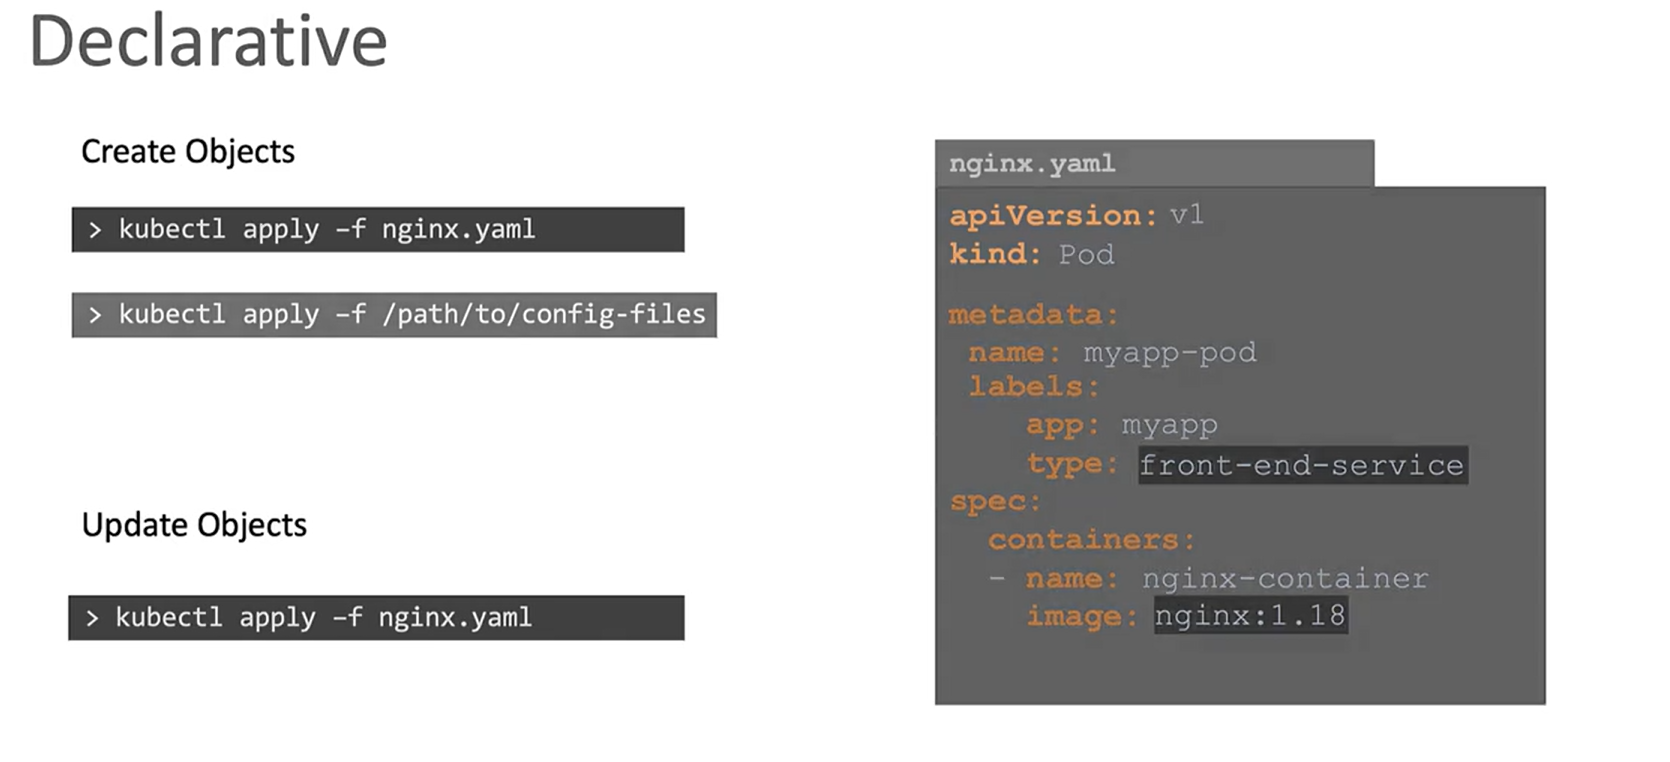 Declarative
Create Objects
> kubectl apply –f nginx.yaml
> kubectl apply –f /path/to/config-files
Update Objects
> kubectl apply –f nginx.yaml
nginx.yaml
apiVersion: v1
kind: Pod
metadata:
name: myapp-pod
labels:
app: myapp
type: front-end-service
spec:
containers:
- name: nginx-container
image: nginx:1.18